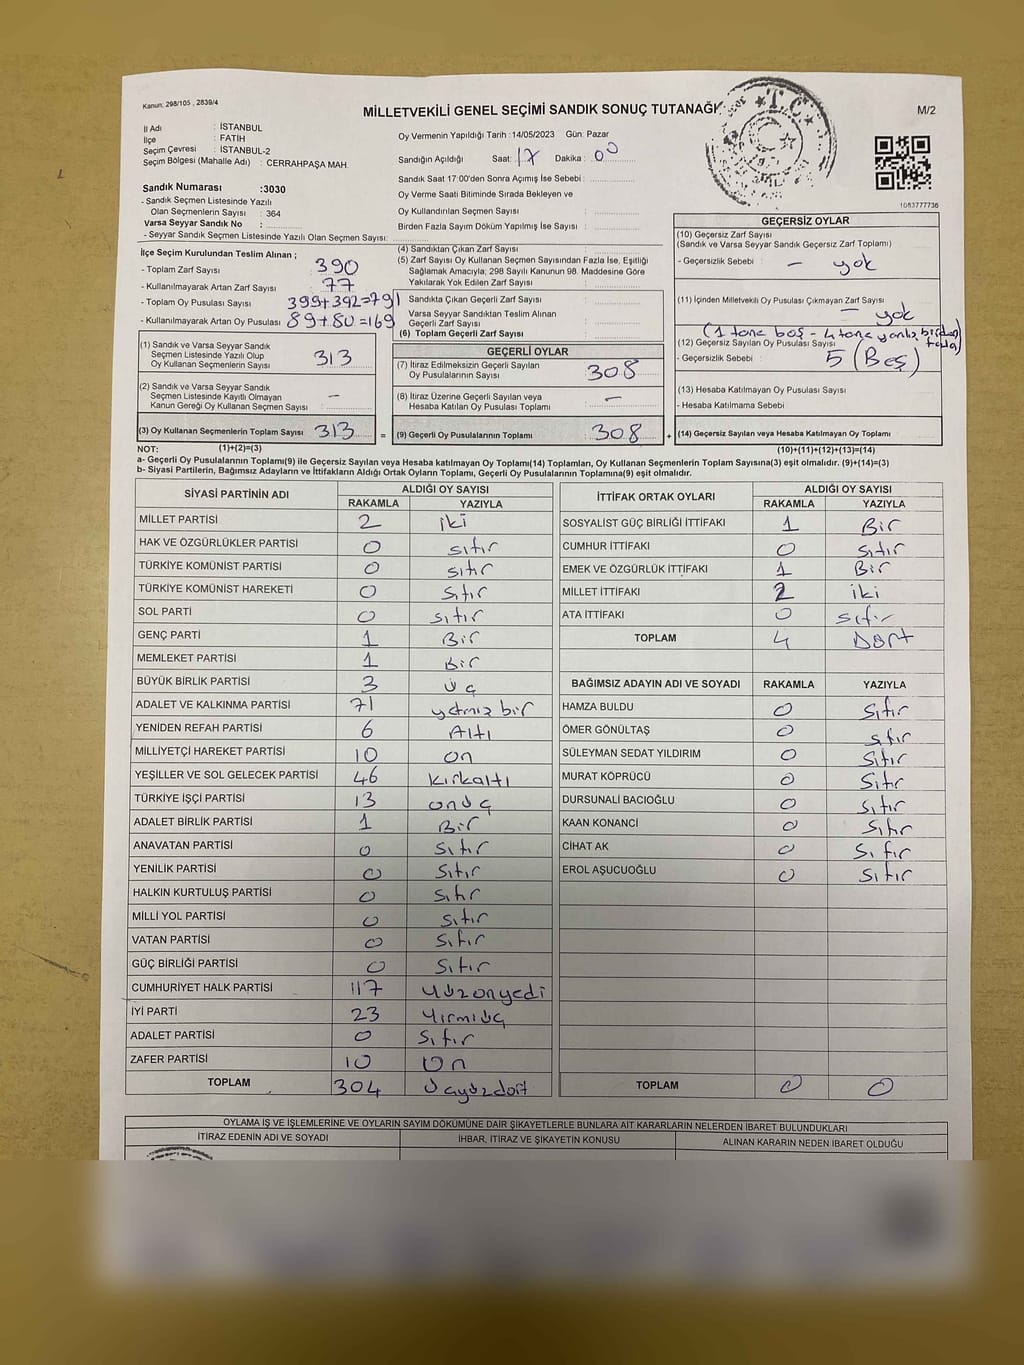 Kanun: 298/105 , 2839/4
MİLLETVEKİLİ GENEL SEÇİMİ SANDIK SONUÇ TUTANAĞI
M/2
T.C.
İl Adı : İSTANBUL
İlçe : FATİH
Seçim Çevresi : İSTANBUL-2
Seçim Bölgesi (Mahalle Adı) : CERRAHPAŞA MAH.
Sandık Numarası :3030
- Sandık Seçmen Listesinde Yazılı
Olan Seçmenlerin Sayısı : 364
Varsa Seyyar Sandık No :
- Seyyar Sandık Seçmen Listesinde Yazılı Olan Seçmen Sayısı:
Oy Vermenin Yapıldığı Tarih :14/05/2023 Gün: Pazar
Sandığın Açıldığı Saat: 17 Dakika : 00
Sandık Saat 17:00'den Sonra Açımış İse Sebebi :
Oy Verme Saati Bitiminde Sırada Bekleyen ve
Oy Kullandırılan Seçmen Sayısı :
Birden Fazla Sayım Döküm Yapılmış İse Sayısı :
1083777736
İlçe Seçim Kurulundan Teslim Alınan ;
- Toplam Zarf Sayısı : 390
- Kullanılmayarak Artan Zarf Sayısı : 77
- Toplam Oy Pusulası Sayısı : 399+392=791
- Kullanılmayarak Artan Oy Pusulası : 89+80=169
(4) Sandıktan Çıkan Zarf Sayısı :
(5) Zarf Sayısı Oy Kullanan Seçmen Sayısından Fazla İse, Eşitliği
Sağlamak Amacıyla; 298 Sayılı Kanunun 98. Maddesine Göre
Yakılarak Yok Edilen Zarf Sayısı :
Sandıkta Çıkan Geçerli Zarf Sayısı :
Varsa Seyyar Sandıktan Teslim Alınan
Geçerli Zarf Sayısı :
(6) Toplam Geçerli Zarf Sayısı :
GEÇERSİZ OYLAR
(10) Geçersiz Zarf Sayısı
(Sandık ve Varsa Seyyar Sandık Geçersiz Zarf Toplamı)
- Geçersizlik Sebebi : - yok
(11) İçinden Milletvekili Oy Pusulası Çıkmayan Zarf Sayısı
- yok
(1 tane boş - 4 tane yanlış birden fazla)
(12) Geçersiz Sayılan Oy Pusulası Sayısı
- Geçersizlik Sebebi : 5 (Beş)
(13) Hesaba Katılmayan Oy Pusulası Sayısı
- Hesaba Katılmama Sebebi
(14) Geçersiz Sayılan veya Hesaba Katılmayan Oy Toplamı
(10)+(11)+(12)+(13)=(14)
(1) Sandık ve Varsa Seyyar Sandık
Seçmen Listesinde Yazılı Olup
Oy Kullanan Seçmenlerin Sayısı : 313
(2) Sandık ve Varsa Seyyar Sandık
Seçmen Listesinde Kayıtlı Olmayan
Kanun Gereği Oy Kullanan Seçmen Sayısı : -
(3) Oy Kullanan Seçmenlerin Toplam Sayısı : 313 =
GEÇERLİ OYLAR
(7) İtiraz Edilmeksizin Geçerli Sayılan
Oy Pusulalarının Sayısı : 308
(8) İtiraz Üzerine Geçerli Sayılan veya
Hesaba Katılan Oy Pusulası Toplamı : -
(9) Geçerli Oy Pusulalarının Toplamı : 308 +
NOT: (1)+(2)=(3)
a- Geçerli Oy Pusulalarının Toplamı(9) ile Geçersiz Sayılan veya Hesaba katılmayan Oy Toplamı(14) Toplamları, Oy Kullanan Seçmenlerin Toplam Sayısına(3) eşit olmalıdır. (9)+(14)=(3)
b- Siyasi Partilerin, Bağımsız Adayların ve İttifakların Aldığı Ortak Oyların Toplamı, Geçerli Oy Pusulalarının Toplamına(9) eşit olmalıdır.
SİYASİ PARTİNİN ADI ALDIĞI OY SAYISI
RAKAMLA YAZIYLA
MİLLET PARTİSİ 2 iki
HAK VE ÖZGÜRLÜKLER PARTİSİ 0 sıfır
TÜRKİYE KOMÜNİST PARTİSİ 0 sıfır
TÜRKİYE KOMÜNİST HAREKETİ 0 sıfır
SOL PARTİ 0 sıfır
GENÇ PARTİ 1 Bir
MEMLEKET PARTİSİ 1 Bir
BÜYÜK BİRLİK PARTİSİ 3 üç
ADALET VE KALKINMA PARTİSİ 71 yetmiz bir
YENİDEN REFAH PARTİSİ 6 Altı
MİLLİYETÇİ HAREKET PARTİSİ 10 on
YEŞİLLER VE SOL GELECEK PARTİSİ 46 kırkaltı
TÜRKİYE İŞÇİ PARTİSİ 13 onüç
ADALET BİRLİK PARTİSİ 1 Bir
ANAVATAN PARTİSİ 0 sıfır
YENİLİK PARTİSİ 0 sıfır
HALKIN KURTULUŞ PARTİSİ 0 sıfır
MİLLİ YOL PARTİSİ 0 sıfır
VATAN PARTİSİ 0 sıfır
GÜÇ BİRLİĞİ PARTİSİ 0 sıfır
CUMHURİYET HALK PARTİSİ 117 yüzonyedi
İYİ PARTİ 23 yirmiüç
ADALET PARTİSİ 0 sıfır
ZAFER PARTİSİ 10 on
TOPLAM 304 üçyüzdört
İTTİFAK ORTAK OYLARI ALDIĞI OY SAYISI
RAKAMLA YAZIYLA
SOSYALİST GÜÇ BİRLİĞİ İTTİFAKI 1 Bir
CUMHUR İTTİFAKI 0 sıfır
EMEK VE ÖZGÜRLÜK İTTİFAKI 1 Bir
MİLLET İTTİFAKI 2 iki
ATA İTTİFAKI 0 sıfır
TOPLAM 4 Dört
BAĞIMSIZ ADAYIN ADI VE SOYADI RAKAMLA YAZIYLA
HAMZA BULDU 0 sıfır
ÖMER GÖNÜLTAŞ 0 sıfır
SÜLEYMAN SEDAT YILDIRIM 0 sıfır
MURAT KÖPRÜCÜ 0 sıfır
DURSUNALİ BACIOĞLU 0 sıfır
KAAN KONANCİ 0 sıfır
CİHAT AK 0 sıfır
EROL AŞUCUOĞLU 0 sıfır
TOPLAM 0 0
OYLAMA İŞ VE İŞLEMLERİNE VE OYLARIN SAYIM DÖKÜMÜNE DAİR ŞİKAYETLERLE BUNLARA AİT KARARLARIN NELERDEN İBARET BULUNDUKLARI
İTİRAZ EDENİN ADI VE SOYADI İHBAR, İTİRAZ VE ŞİKAYETİN KONUSU ALINAN KARARIN NEDEN İBARET OLDUĞU